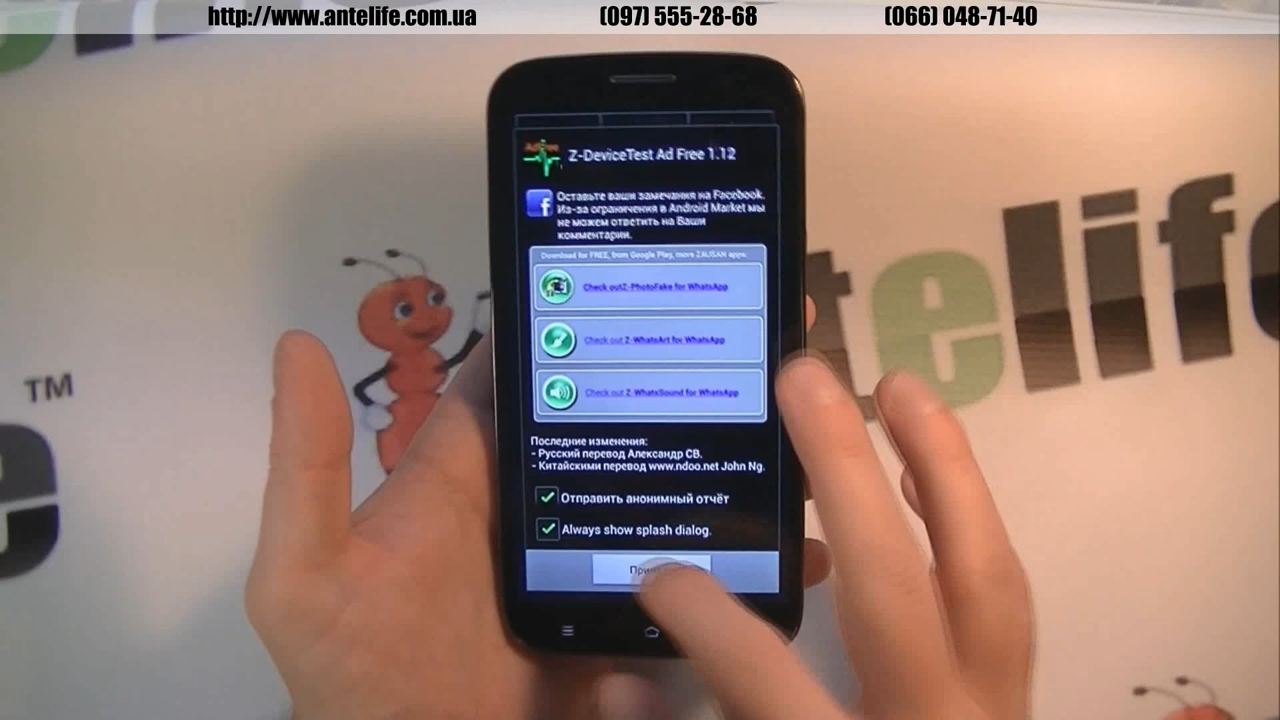 http://www.antelife.com.ua (097) 555-28-68 (066) 048-71-40
Z-DeviceTest Ad Free 1.12
Оставьте ваши замечания на Facebook.
Из-за ограничения в Android Market мы
не можем ответить на Ваши
комментарии.
Download for FREE, from Google Play, more ZAUSAN apps.
Check outZ-PhotoFake for WhatsApp
Check out Z-WhatsArt for WhatsApp
Check out Z-WhatsSound for WhatsApp
Последние изменения:
- Русский перевод Александр СВ.
- Китайскими перевод www.ndoo.net John Ng.
Отправить анонимный отчёт
Always show splash dialog.
telife
TM
e